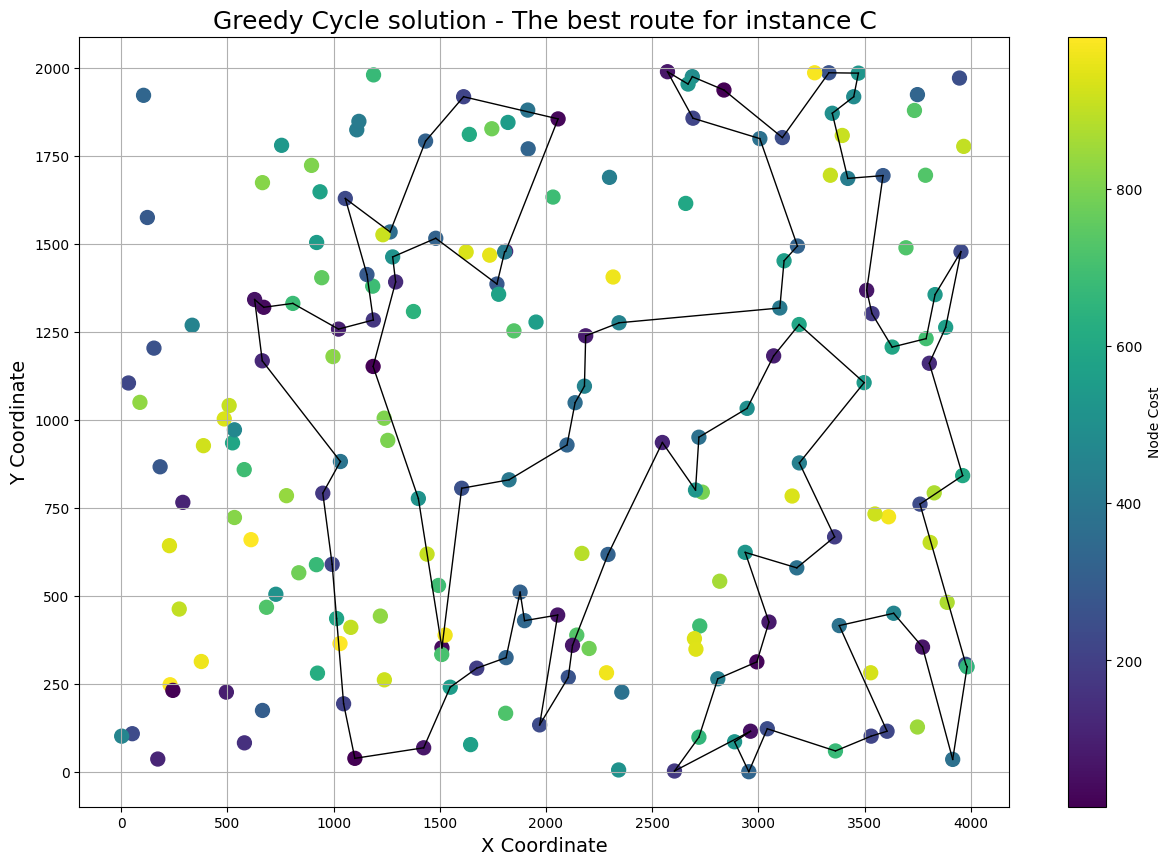 Greedy Cycle solution - The best route for instance C
Y Coordinate
2000
1750
1500
1250
1000
750
500
250
0
0 500 1000 1500 2000 2500 3000 3500 4000
X Coordinate
800
600
400
200
Node Cost